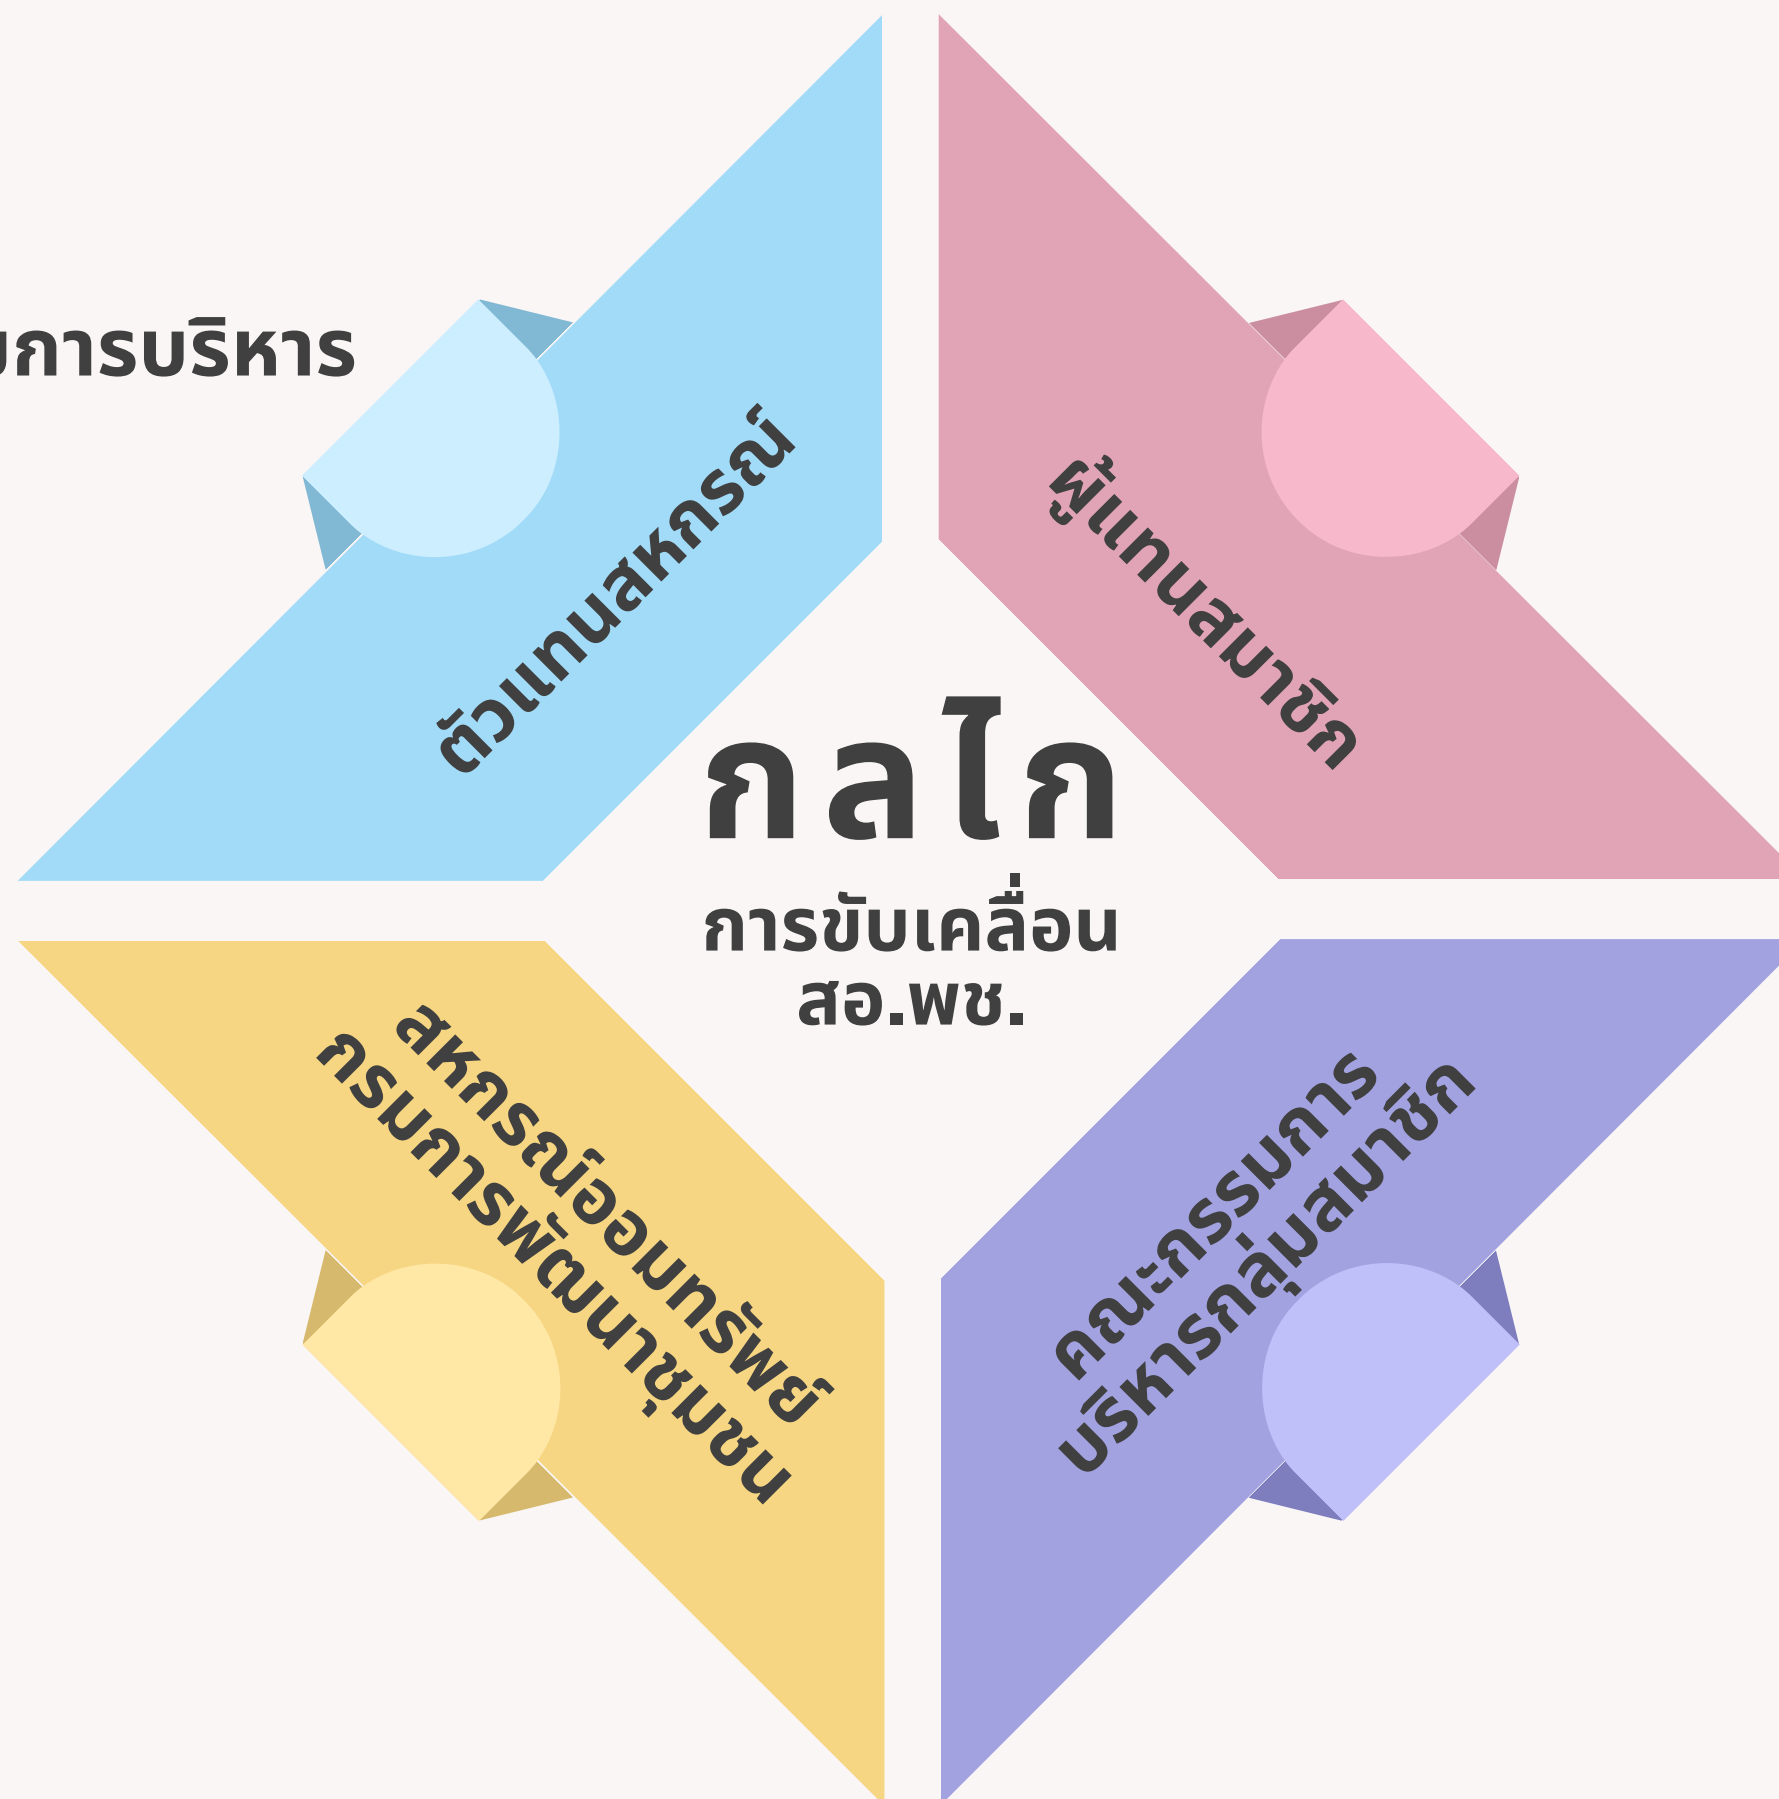 การบริหาร
ตัวแทนสหกรณ์
ผู้แทนสมาชิก
กลไก
การขับเคลื่อน
สอ.พช.
สหกรณ์ออมทรัพย์
กรมการพัฒนาชุมชน
คณะกรรมการ
บริหารกลุ่มสมาชิก